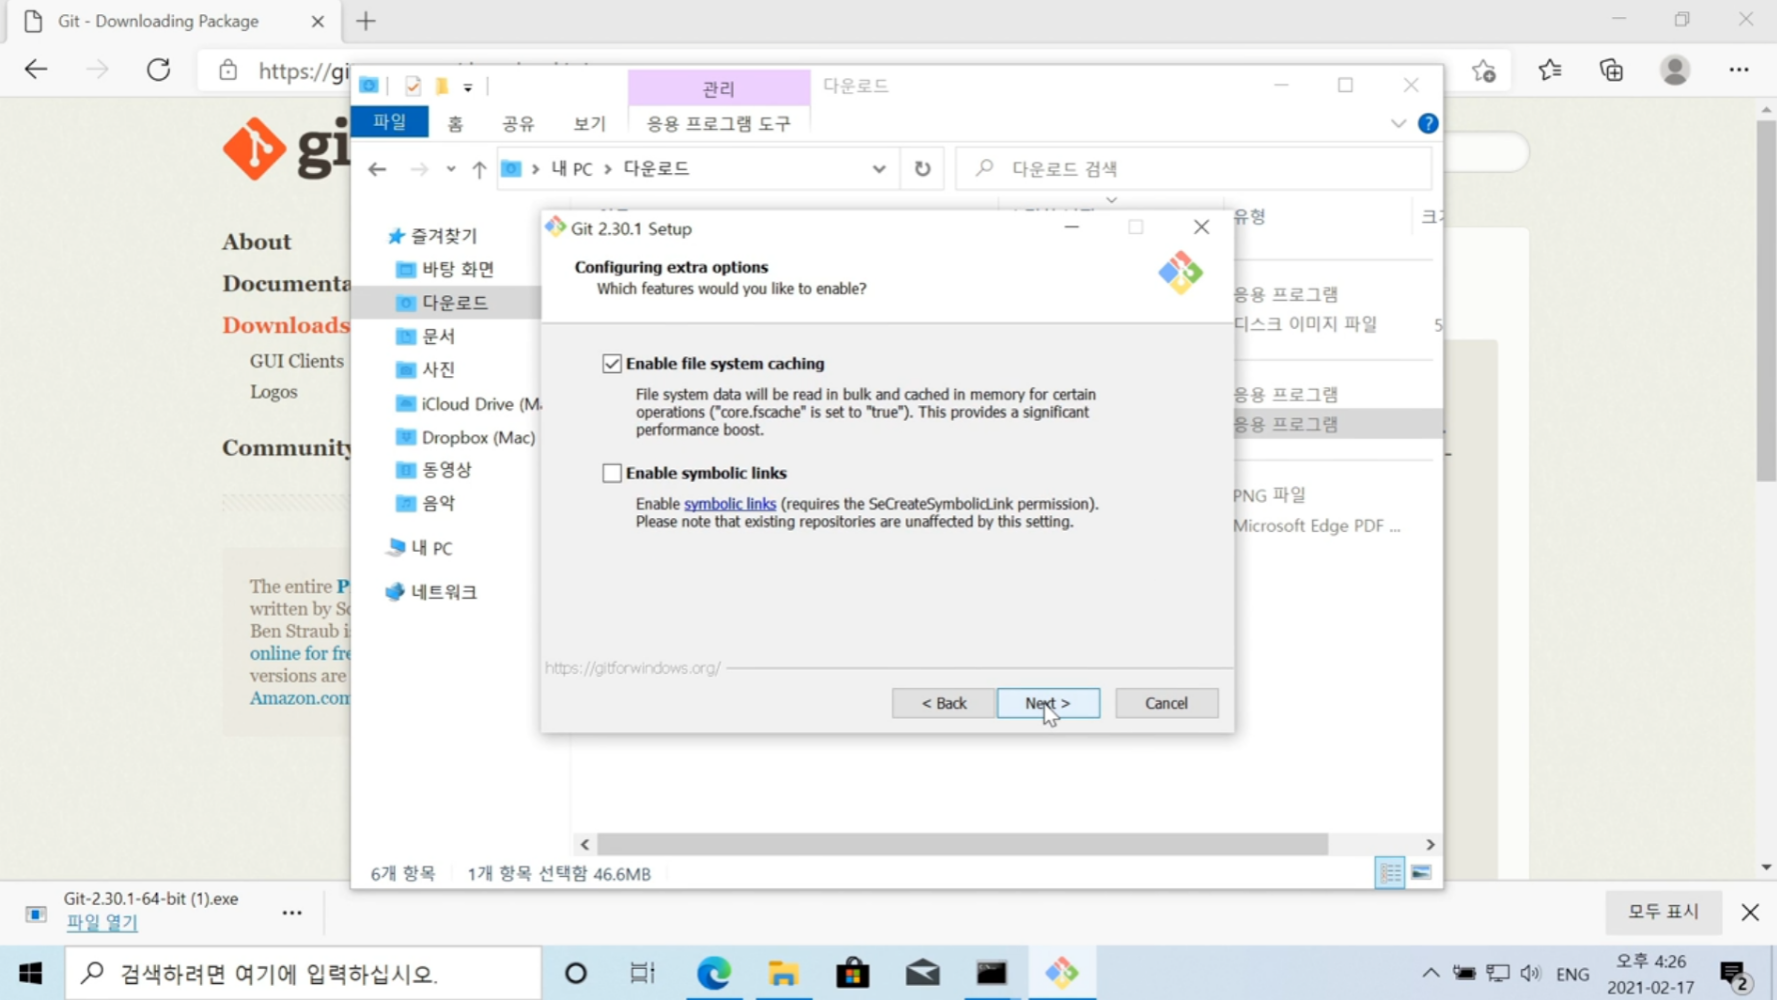 Git - Downloading Package
https://gi
관리
다운로드
파일
홈
공유
보기
응용 프로그램 도구
gi
내 PC
다운로드
다운로드 검색
About
Documenta
Downloads
GUI Clients
Logos
Community
The entire P
written by Sc
Ben Straub i
online for fre
versions are
Amazon.com
즐겨찾기
바탕 화면
다운로드
문서
사진
iCloud Drive (M
Dropbox (Mac)
동영상
음악
내 PC
네트워크
유형
응용 프로그램
디스크 이미지 파일
5
응용 프로그램
응용 프로그램
PNG 파일
Microsoft Edge PDF ...
Git 2.30.1 Setup
Configuring extra options
Which features would you like to enable?
Enable file system caching
File system data will be read in bulk and cached in memory for certain
operations ("core.fscache" is set to "true"). This provides a significant
performance boost.
Enable symbolic links
Enable symbolic links (requires the SeCreateSymbolicLink permission).
Please note that existing repositories are unaffected by this setting.
https://gitforwindows.org/
< Back
Next >
Cancel
6개 항목
1개 항목 선택함 46.6MB
Git-2.30.1-64-bit (1).exe
파일 열기
모두 표시
검색하려면 여기에 입력하십시오.
ENG
오후 4:26
2021-02-17
2